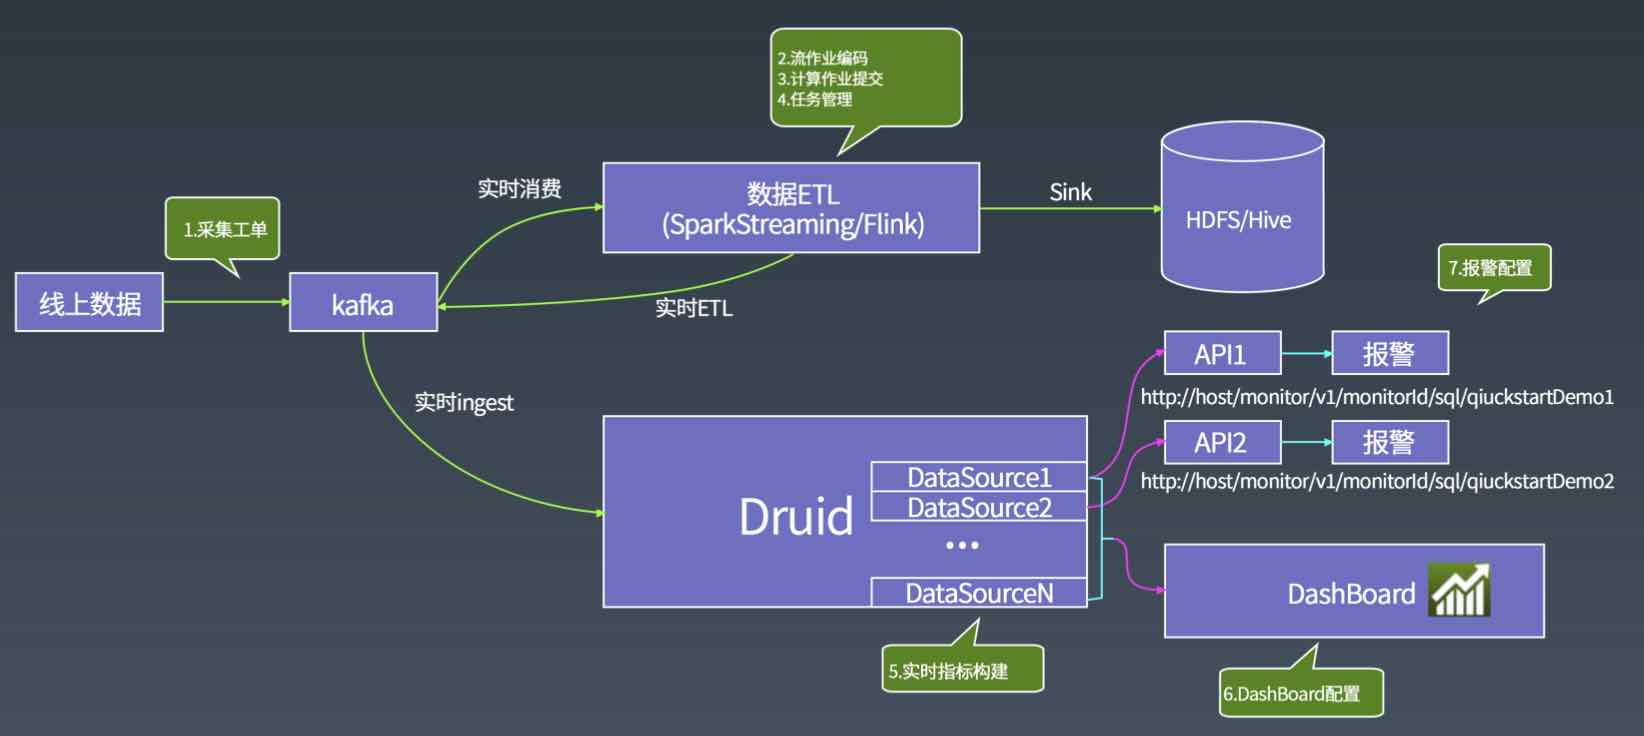 2.流作业编码
3.计算作业提交
4.任务管理
实时消费
数据ETL
(SparkStreaming/Flink)
Sink
HDFS/Hive
1.采集工单
7.报警配置
线上数据
kafka
实时ETL
API1
报警
http://host/monitor/v1/monitorId/sql/qiuckstartDemo1
实时ingest
API2
报警
http://host/monitor/v1/monitorId/sql/qiuckstartDemo2
Druid
DataSource1
DataSource2
...
DataSourceN
DashBoard
5.实时指标构建
6.DashBoard配置